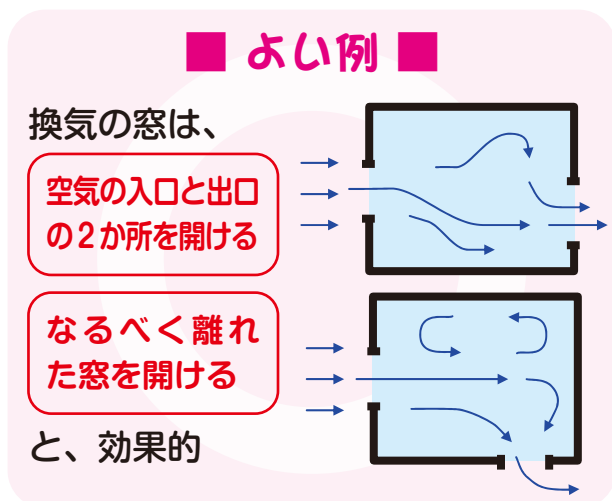 ■ よい例 ■
換気の窓は、
空気の入口と出口
の2か所を開ける
なるべく離れ
た窓を開ける
と、効果的